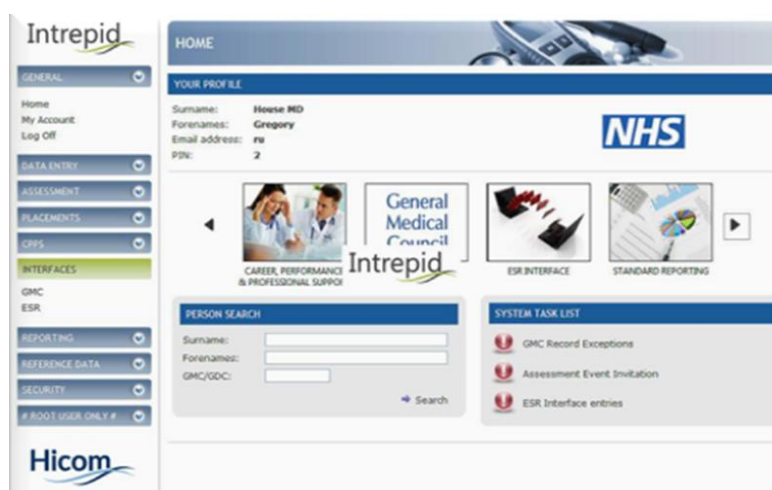 Intrepid
HOME
GENERAL
Home
My Account
Log Off
DATA ENTRY
ASSESSMENT
PLACEMENTS
CPPS
INTERFACES
GMC
ESR
REPORTING
REFERENCE DATA
SECURITY
# ROOT USER ONLY #
Hicom
YOUR PROFILE
Surname: House MD
Forenames: Gregory
Email address: ru
PIN: 2
NHS
General
Medical
Council
Intrepid
CAREER, PERFORMANCE
& PROFESSIONAL SUPPO
ESR INTERFACE
STANDARD REPORTING
PERSON SEARCH
Surname:
Forenames:
GMC/GDC:
Search
SYSTEM TASK LIST
GMC Record Exceptions
Assessment Event Invitation
ESR Interface entries